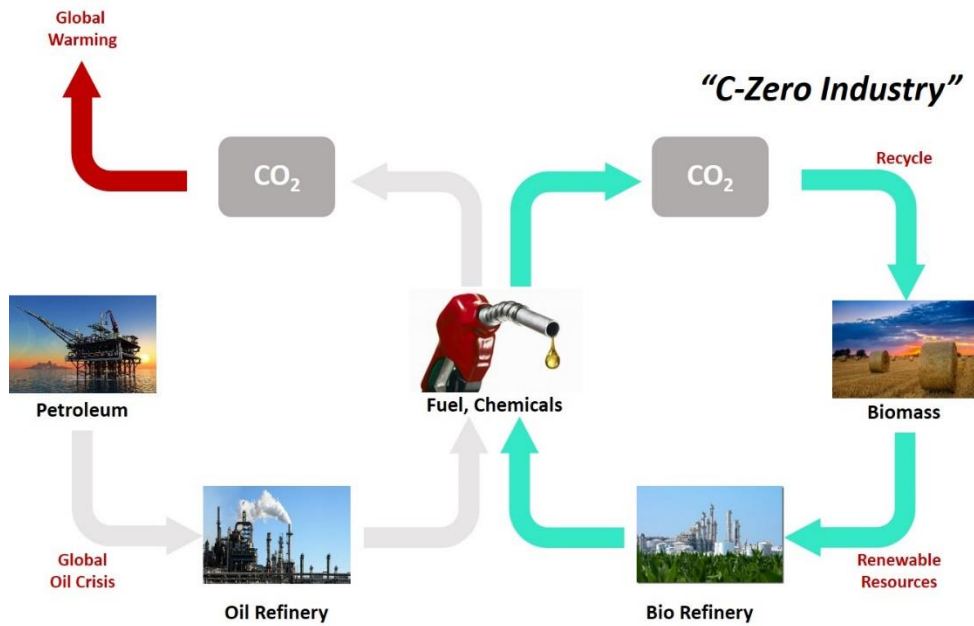 Global
Warming
“C-Zero Industry”
CO₂
CO₂
Recycle
Petroleum
Fuel, Chemicals
Biomass
Global
Oil Crisis
Renewable
Resources
Oil Refinery
Bio Refinery